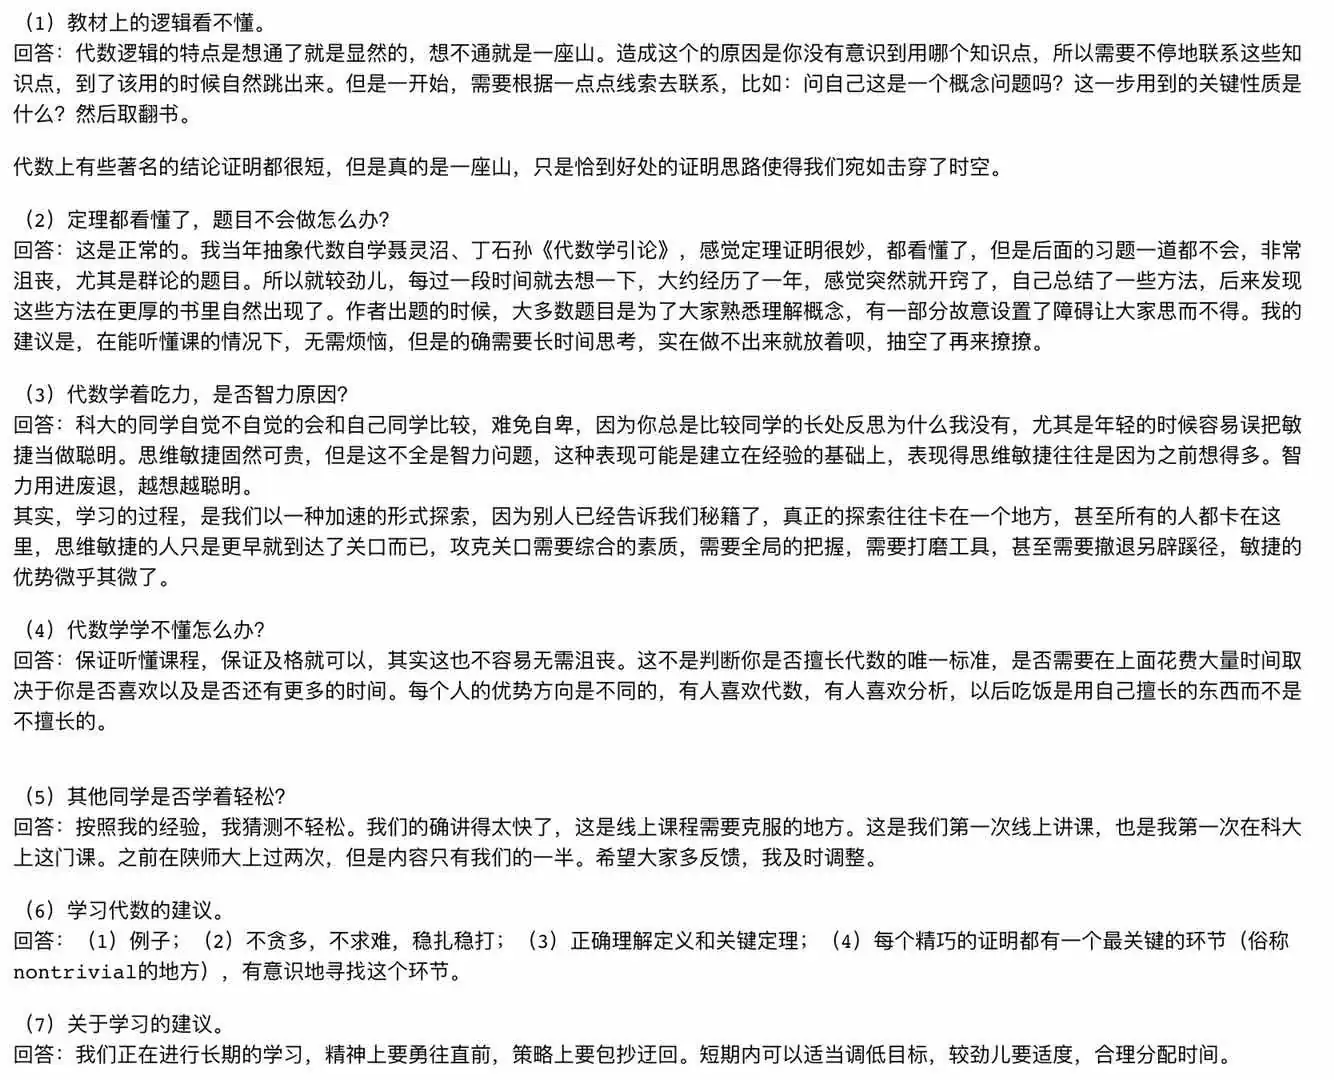 （1）教材上的逻辑看不懂。
回答：代数逻辑的特点是想通了就是显然的，想不通就是一座山。造成这个的原因是你没有意识到用哪个知识点，所以需要不停地联系这些知
识点，到了该用的时候自然跳出来。但是一开始，需要根据一点点线索去联系，比如：问自己这是一个概念问题吗？这一步用到的关键性质是
什么？然后取翻书。
代数上有些著名的结论证明都很短，但是真的是一座山，只是恰到好处的证明思路使得我们宛如击穿了时空。
（2）定理都看懂了，题目不会做怎么办？
回答：这是正常的。我当年抽象代数自学聂灵沼、丁石孙《代数学引论》，感觉定理证明很妙，都看懂了，但是后面的习题一道都不会，非常
沮丧，尤其是群论的题目。所以就较劲儿，每过一段时间就去想一下，大约经历了一年，感觉突然就开窍了，自己总结了一些方法，后来发现
这些方法在更厚的书里自然出现了。作者出题的时候，大多数题目是为了大家熟悉理解概念，有一部分故意设置了障碍让大家思而不得。我的
建议是，在能听懂课的情况下，无需烦恼，但是的确需要长时间思考，实在做不出来就放着呗，抽空了再来撩撩。
（3）代数学着吃力，是否智力原因？
回答：科大的同学自觉不自觉的会和自己同学比较，难免自卑，因为你总是比较同学的长处反思为什么我没有，尤其是年轻的时候容易误把敏
捷当做聪明。思维敏捷固然可贵，但是这不全是智力问题，这种表现可能是建立在经验的基础上，表现得思维敏捷往往是因为之前想得多。智
力用进废退，越想越聪明。
其实，学习的过程，是我们以一种加速的形式探索，因为别人已经告诉我们秘籍了，真正的探索往往卡在一个地方，甚至所有的人都卡在这
里，思维敏捷的人只是更早就到达了关口而已，攻克关口需要综合的素质，需要全局的把握，需要打磨工具，甚至需要撤退另辟蹊径，敏捷的
优势微乎其微了。
（4）代数学学不懂怎么办？
回答：保证听懂课程，保证及格就可以，其实这也不容易无需沮丧。这不是判断你是否擅长代数的唯一标准，是否需要在上面花费大量时间取
决于你是否喜欢以及是否还有更多的时间。每个人的优势方向是不同的，有人喜欢代数，有人喜欢分析，以后吃饭是用自己擅长的东西而不是
不擅长的。
（5）其他同学是否学着轻松？
回答：按照我的经验，我猜测不轻松。我们的确讲得太快了，这是线上课程需要克服的地方。这是我们第一次线上讲课，也是我第一次在科大
上这门课。之前在陕师大上过两次，但是内容只有我们的一半。希望大家多反馈，我及时调整。
（6）学习代数的建议。
回答：（1）例子；（2）不贪多，不求难，稳扎稳打；（3）正确理解定义和关键定理；（4）每个精巧的证明都有一个最关键的环节（俗称
nontrivial的地方），有意识地寻找这个环节。
（7）关于学习的建议。
回答：我们正在进行长期的学习，精神上要勇往直前，策略上要包抄迂回。短期内可以适当调低目标，较劲儿要适度，合理分配时间。